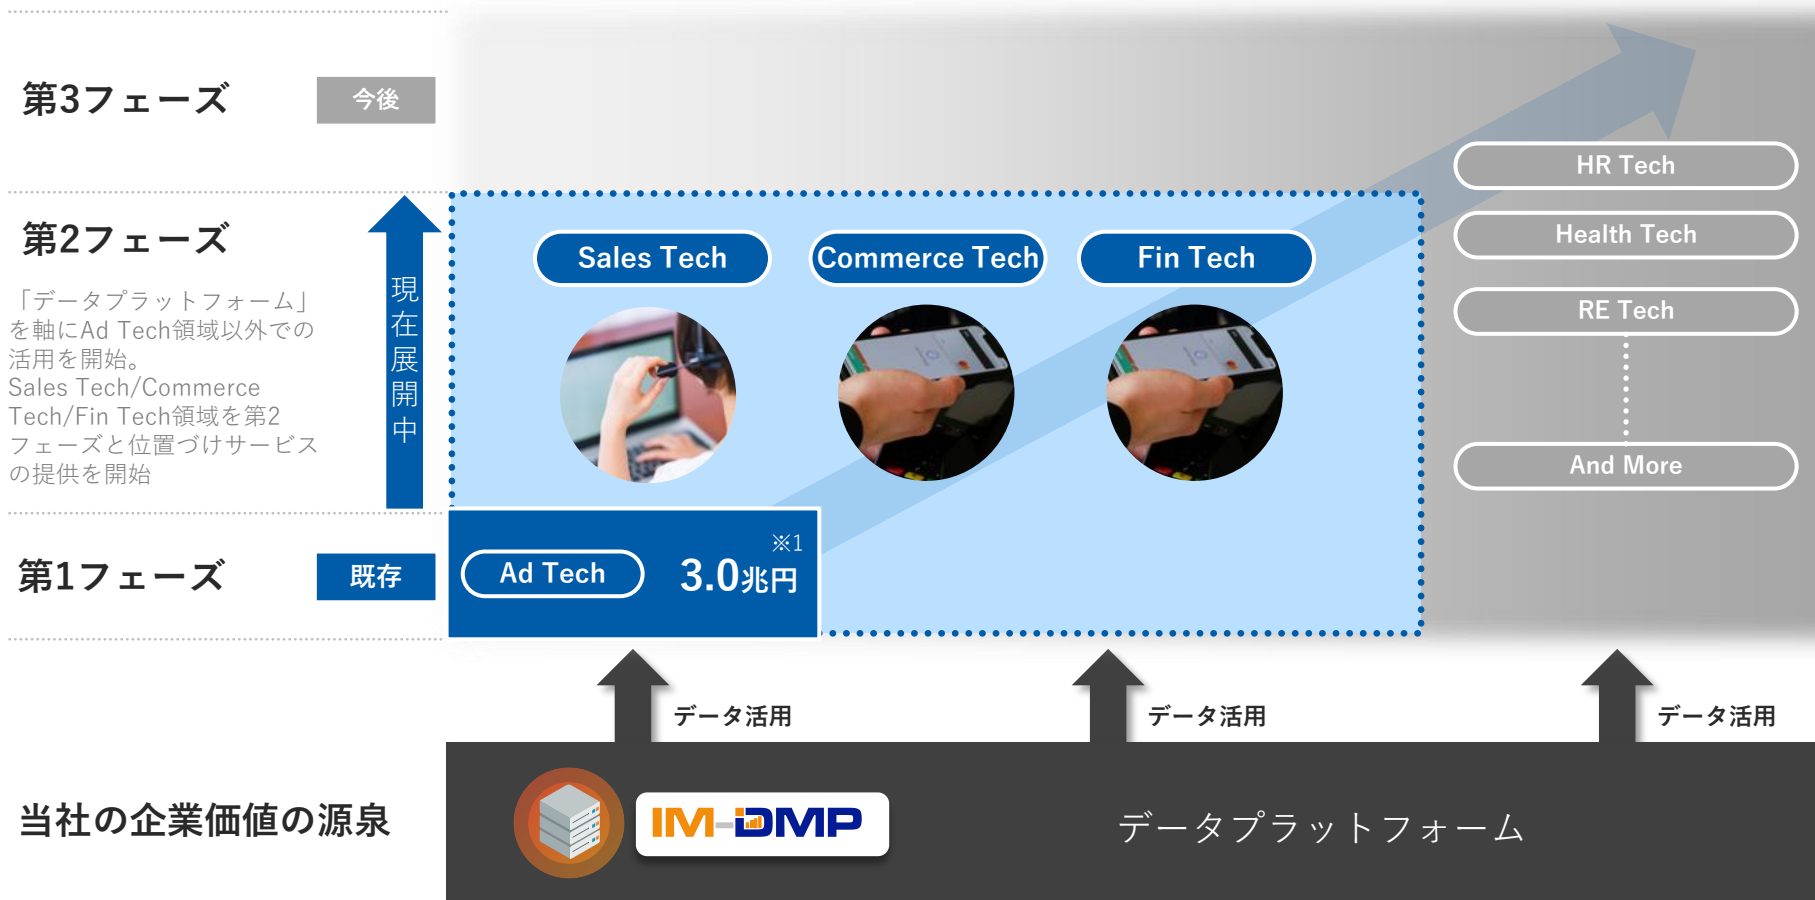 第3フェーズ
今後
HR Tech
第2フェーズ
「データプラットフォーム」
を軸にAd Tech領域以外での
活用を開始。
Sales Tech/Commerce
Tech/Fin Tech領域を第2
フェーズと位置づけサービス
の提供を開始
現在展開中
Sales Tech
Commerce Tech
Fin Tech
Health Tech
RE Tech
And More
第1フェーズ
既存
Ad Tech
3.0兆円
※1
データ活用
データ活用
データ活用
当社の企業価値の源泉
IM-DMP
データプラットフォーム